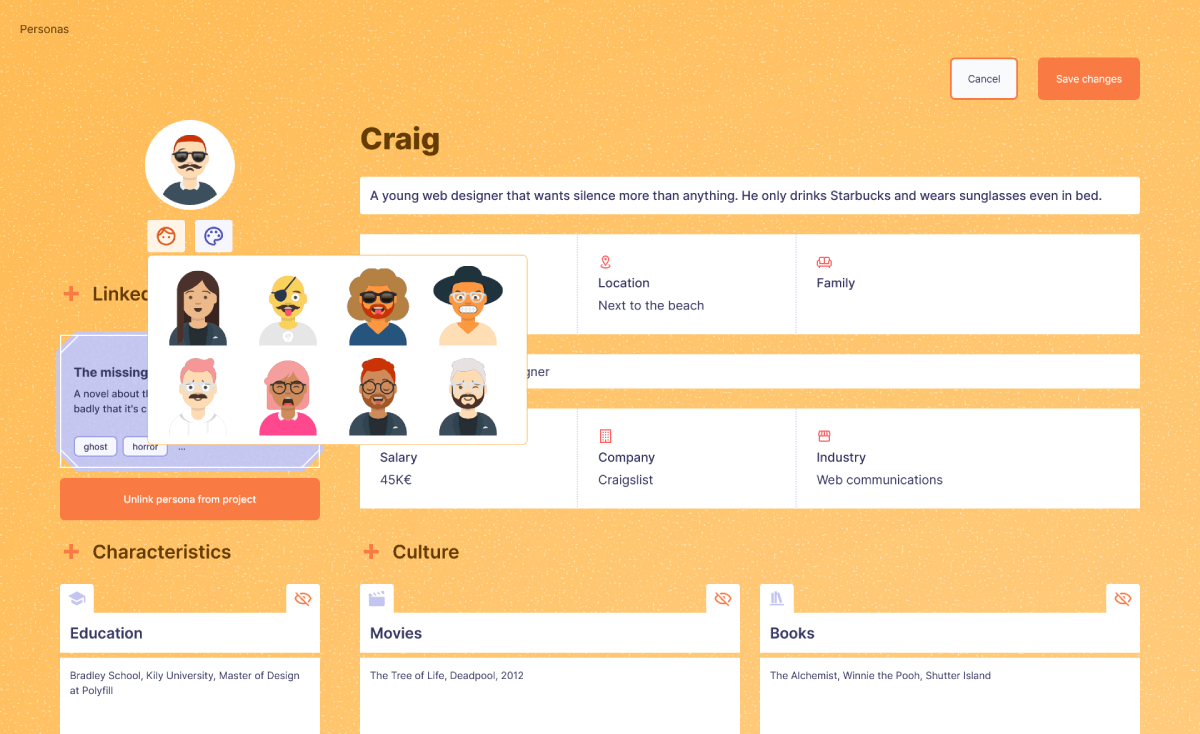 Personas
Cancel
Save changes
Craig
A young web designer that wants silence more than anything. He only drinks Starbucks and wears sunglasses even in bed.
Location
Next to the beach
Family
Linked
The missing
A novel about
badly that it's
ghost
horror
...
Unlink persona from project
Salary
45K€
Company
Craigslist
Industry
Web communications
Characteristics
Culture
Education
Bradley School, Kily University, Master of Design
at Polyfill
Movies
The Tree of Life, Deadpool, 2012
Books
The Alchemist, Winnie the Pooh, Shutter Island